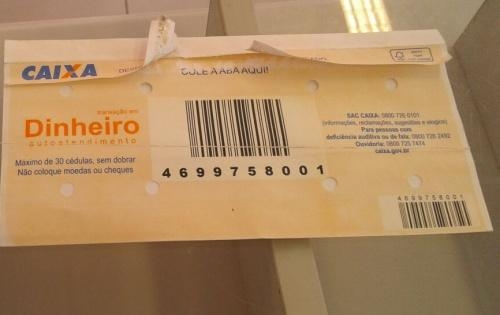 CAIXA
COLE A ABA AQUI!
transação em
Dinheiro
autoatendimento
Máximo de 30 cédulas, sem dobrar
Não coloque moedas ou cheques
4699758001
SAC CAIXA: 0800 726 0101
(informações, reclamações, sugestões e elogios)
Para pessoas com
deficiência auditiva ou de fala: 0800 726 2492
Ouvidoria: 0800 725 7474
caixa.gov.br
4699758001